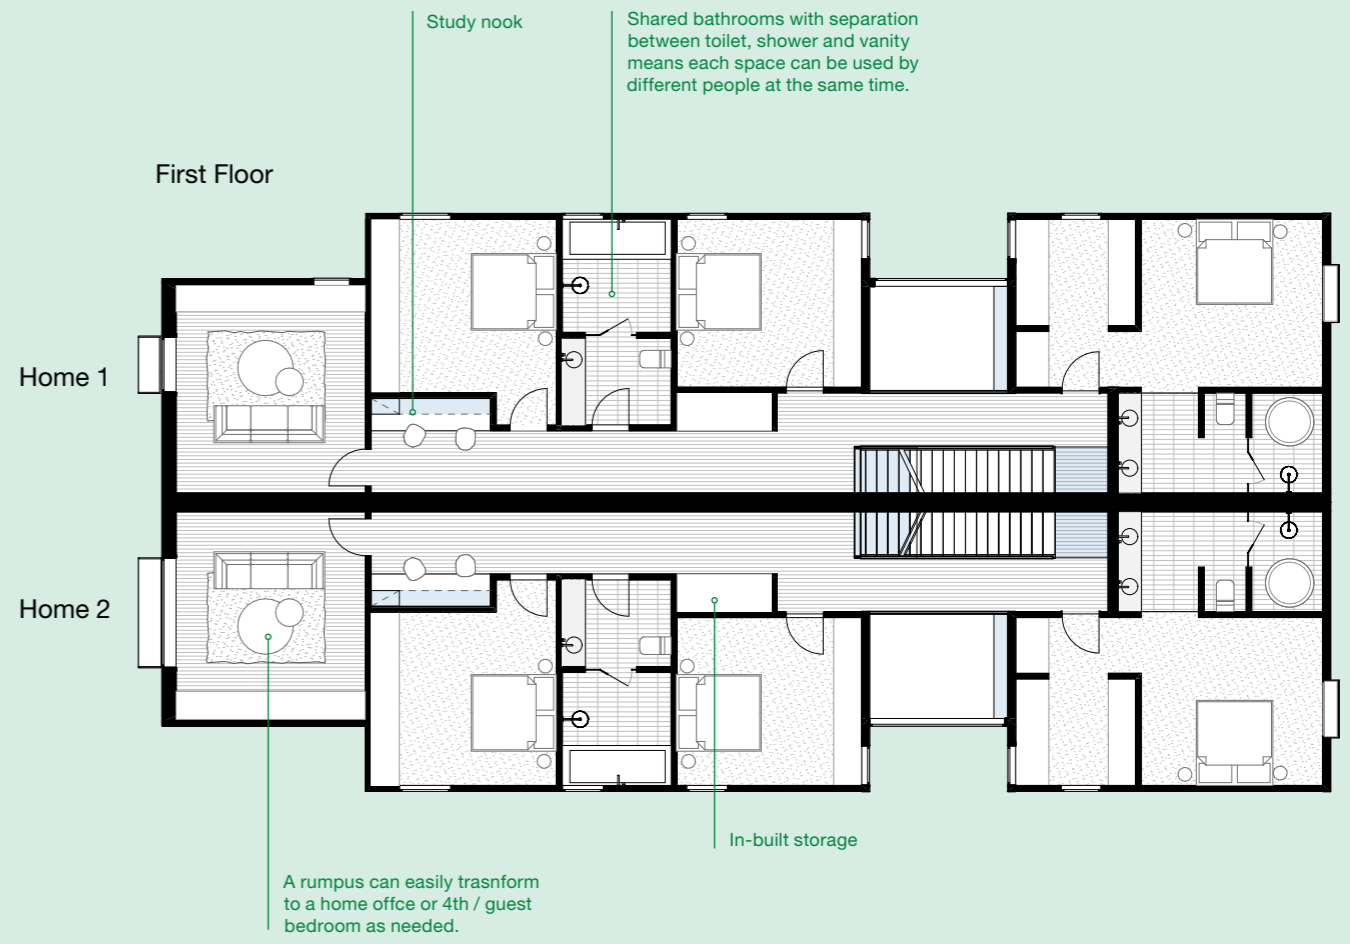 Study nook
Shared bathrooms with separation
between toilet, shower and vanity
means each space can be used by
different people at the same time.
First Floor
Home 1
Home 2
In-built storage
A rumpus can easily trasnform
to a home offce or 4th / guest
bedroom as needed.